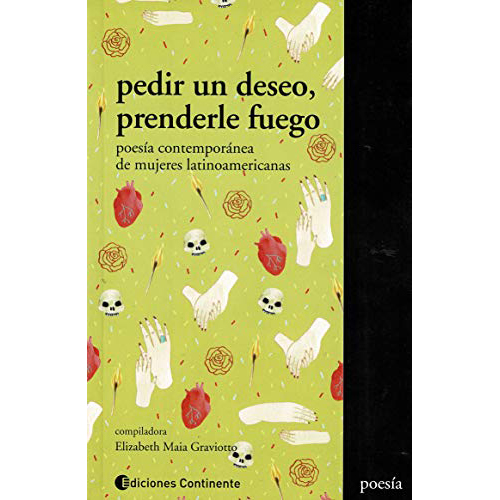 pedir un deseo,
prenderle fuego
poesía contemporánea
de mujeres latinoamericanas
compiladora
Elizabeth Maia Graviotto
Ediciones Continente
poesía